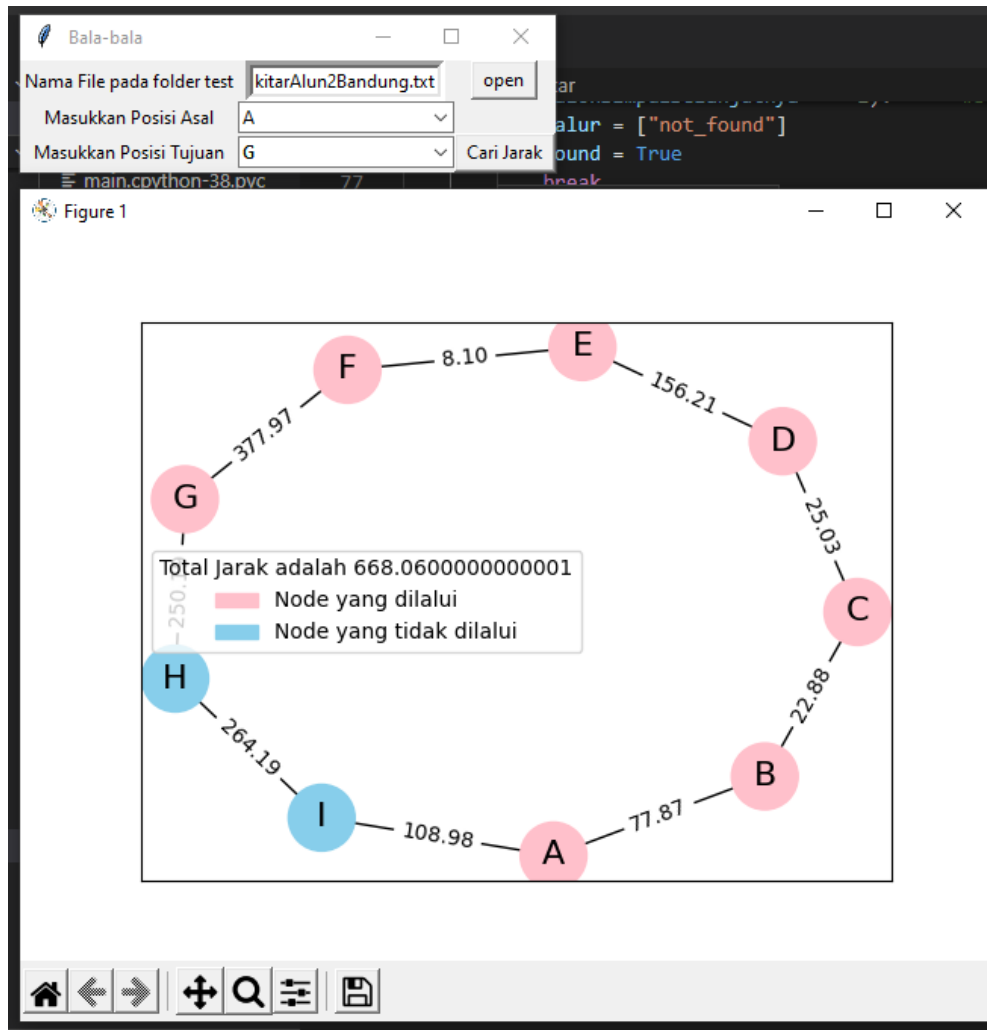 Bala-bala
Nama File pada folder test kitarAlun2Bandung.txt open
Masukkan Posisi Asal A
Masukkan Posisi Tujuan G Cari Jarak
alur = ["not_found"]
ound = True
break
main.cpython-38.pyc 77
Figure 1
E
F 8.10
156.21
377.97
D
G
25.03
Total Jarak adalah 668.0600000000001
Node yang dilalui
Node yang tidak dilalui
C
H
22.88
264.19
B
I
77.87
108.98
A